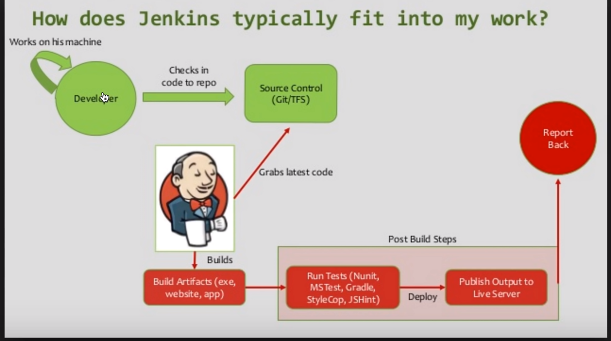 How does Jenkins typically fit into my work?
Works on his machine
Developer
Checks in
code to repo
Source Control
(Git/TFS)
Report
Back
Grabs latest code
Builds
Post Build Steps
Build Artifacts (exe,
website, app)
Run Tests (Nunit,
MSTest, Gradle,
StyleCop, JSHint)
Deploy
Publish Output to
Live Server